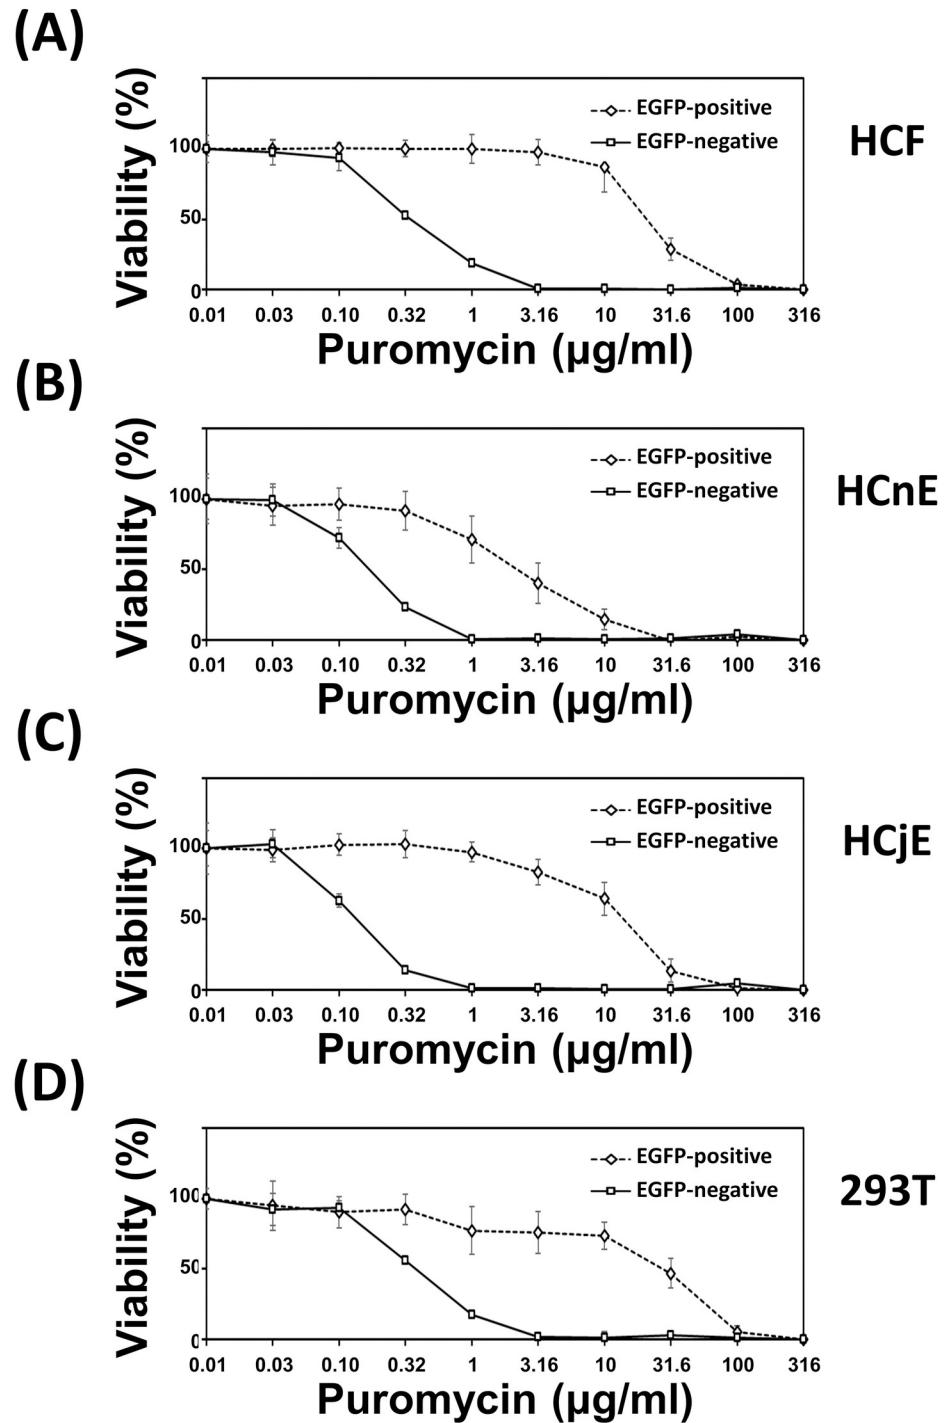 (A)
Viability (%)
100
50
0
EGFP-positive
EGFP-negative
HCF
0.01 0.03 0.10 0.32 1 3.16 10 31.6 100 316
Puromycin (µg/ml)
(B)
Viability (%)
100
50
0
EGFP-positive
EGFP-negative
HCnE
0.01 0.03 0.10 0.32 1 3.16 10 31.6 100 316
Puromycin (µg/ml)
(C)
Viability (%)
100
50
0
EGFP-positive
EGFP-negative
HCjE
0.01 0.03 0.10 0.32 1 3.16 10 31.6 100 316
Puromycin (µg/ml)
(D)
Viability (%)
100
50
0
EGFP-positive
EGFP-negative
293T
0.01 0.03 0.10 0.32 1 3.16 10 31.6 100 316
Puromycin (µg/ml)